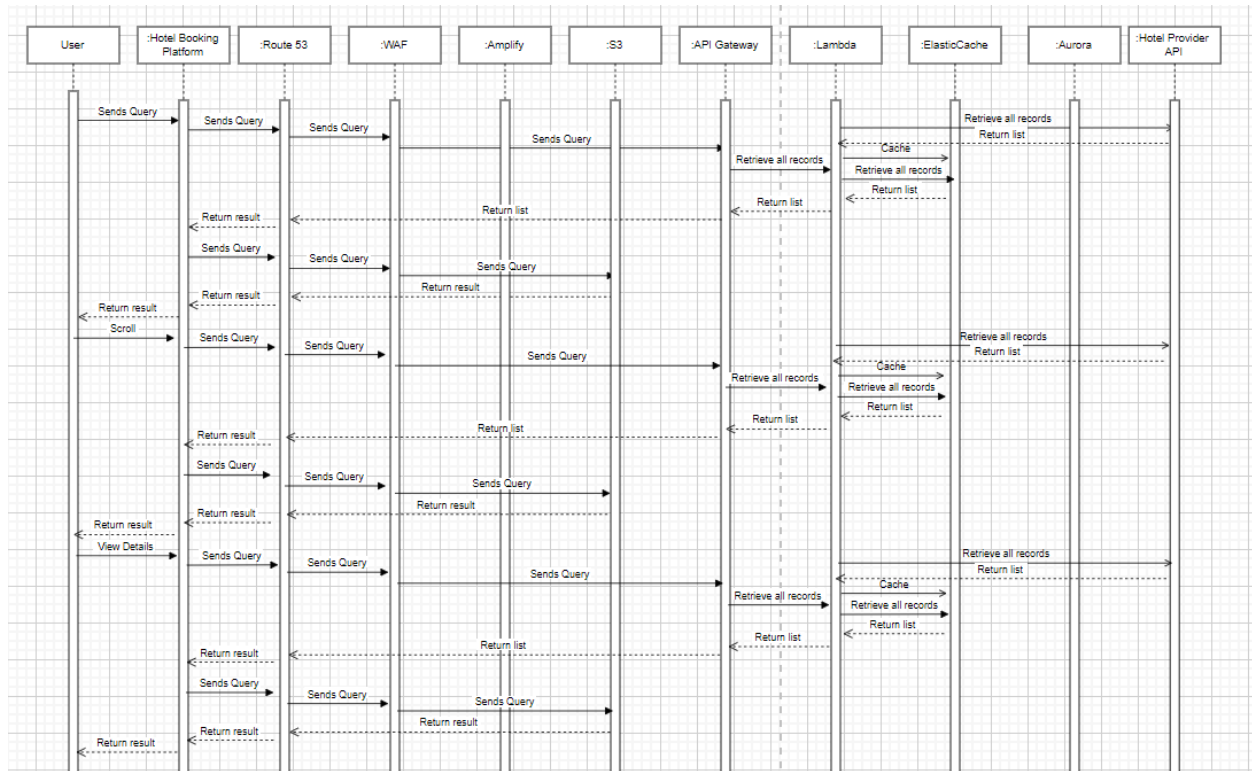 User
:Hotel Booking
Platform
:Route 53
:WAF
:Amplify
:S3
:API Gateway
:Lambda
:ElasticCache
:Aurora
:Hotel Provider
API
Sends Query
Sends Query
Sends Query
Sends Query
Retrieve all records
Return list
Cache
Retrieve all records
Retrieve all records
Return list
Return list
Return list
Return result
Sends Query
Sends Query
Sends Query
Return result
Return result
Return result
Scroll
Sends Query
Sends Query
Sends Query
Retrieve all records
Return list
Cache
Retrieve all records
Retrieve all records
Return list
Return list
Return list
Return result
Sends Query
Sends Query
Sends Query
Return result
Return result
Return result
View Details
Sends Query
Sends Query
Sends Query
Retrieve all records
Return list
Cache
Retrieve all records
Retrieve all records
Return list
Return list
Return list
Return result
Sends Query
Sends Query
Sends Query
Return result
Return result
Return result